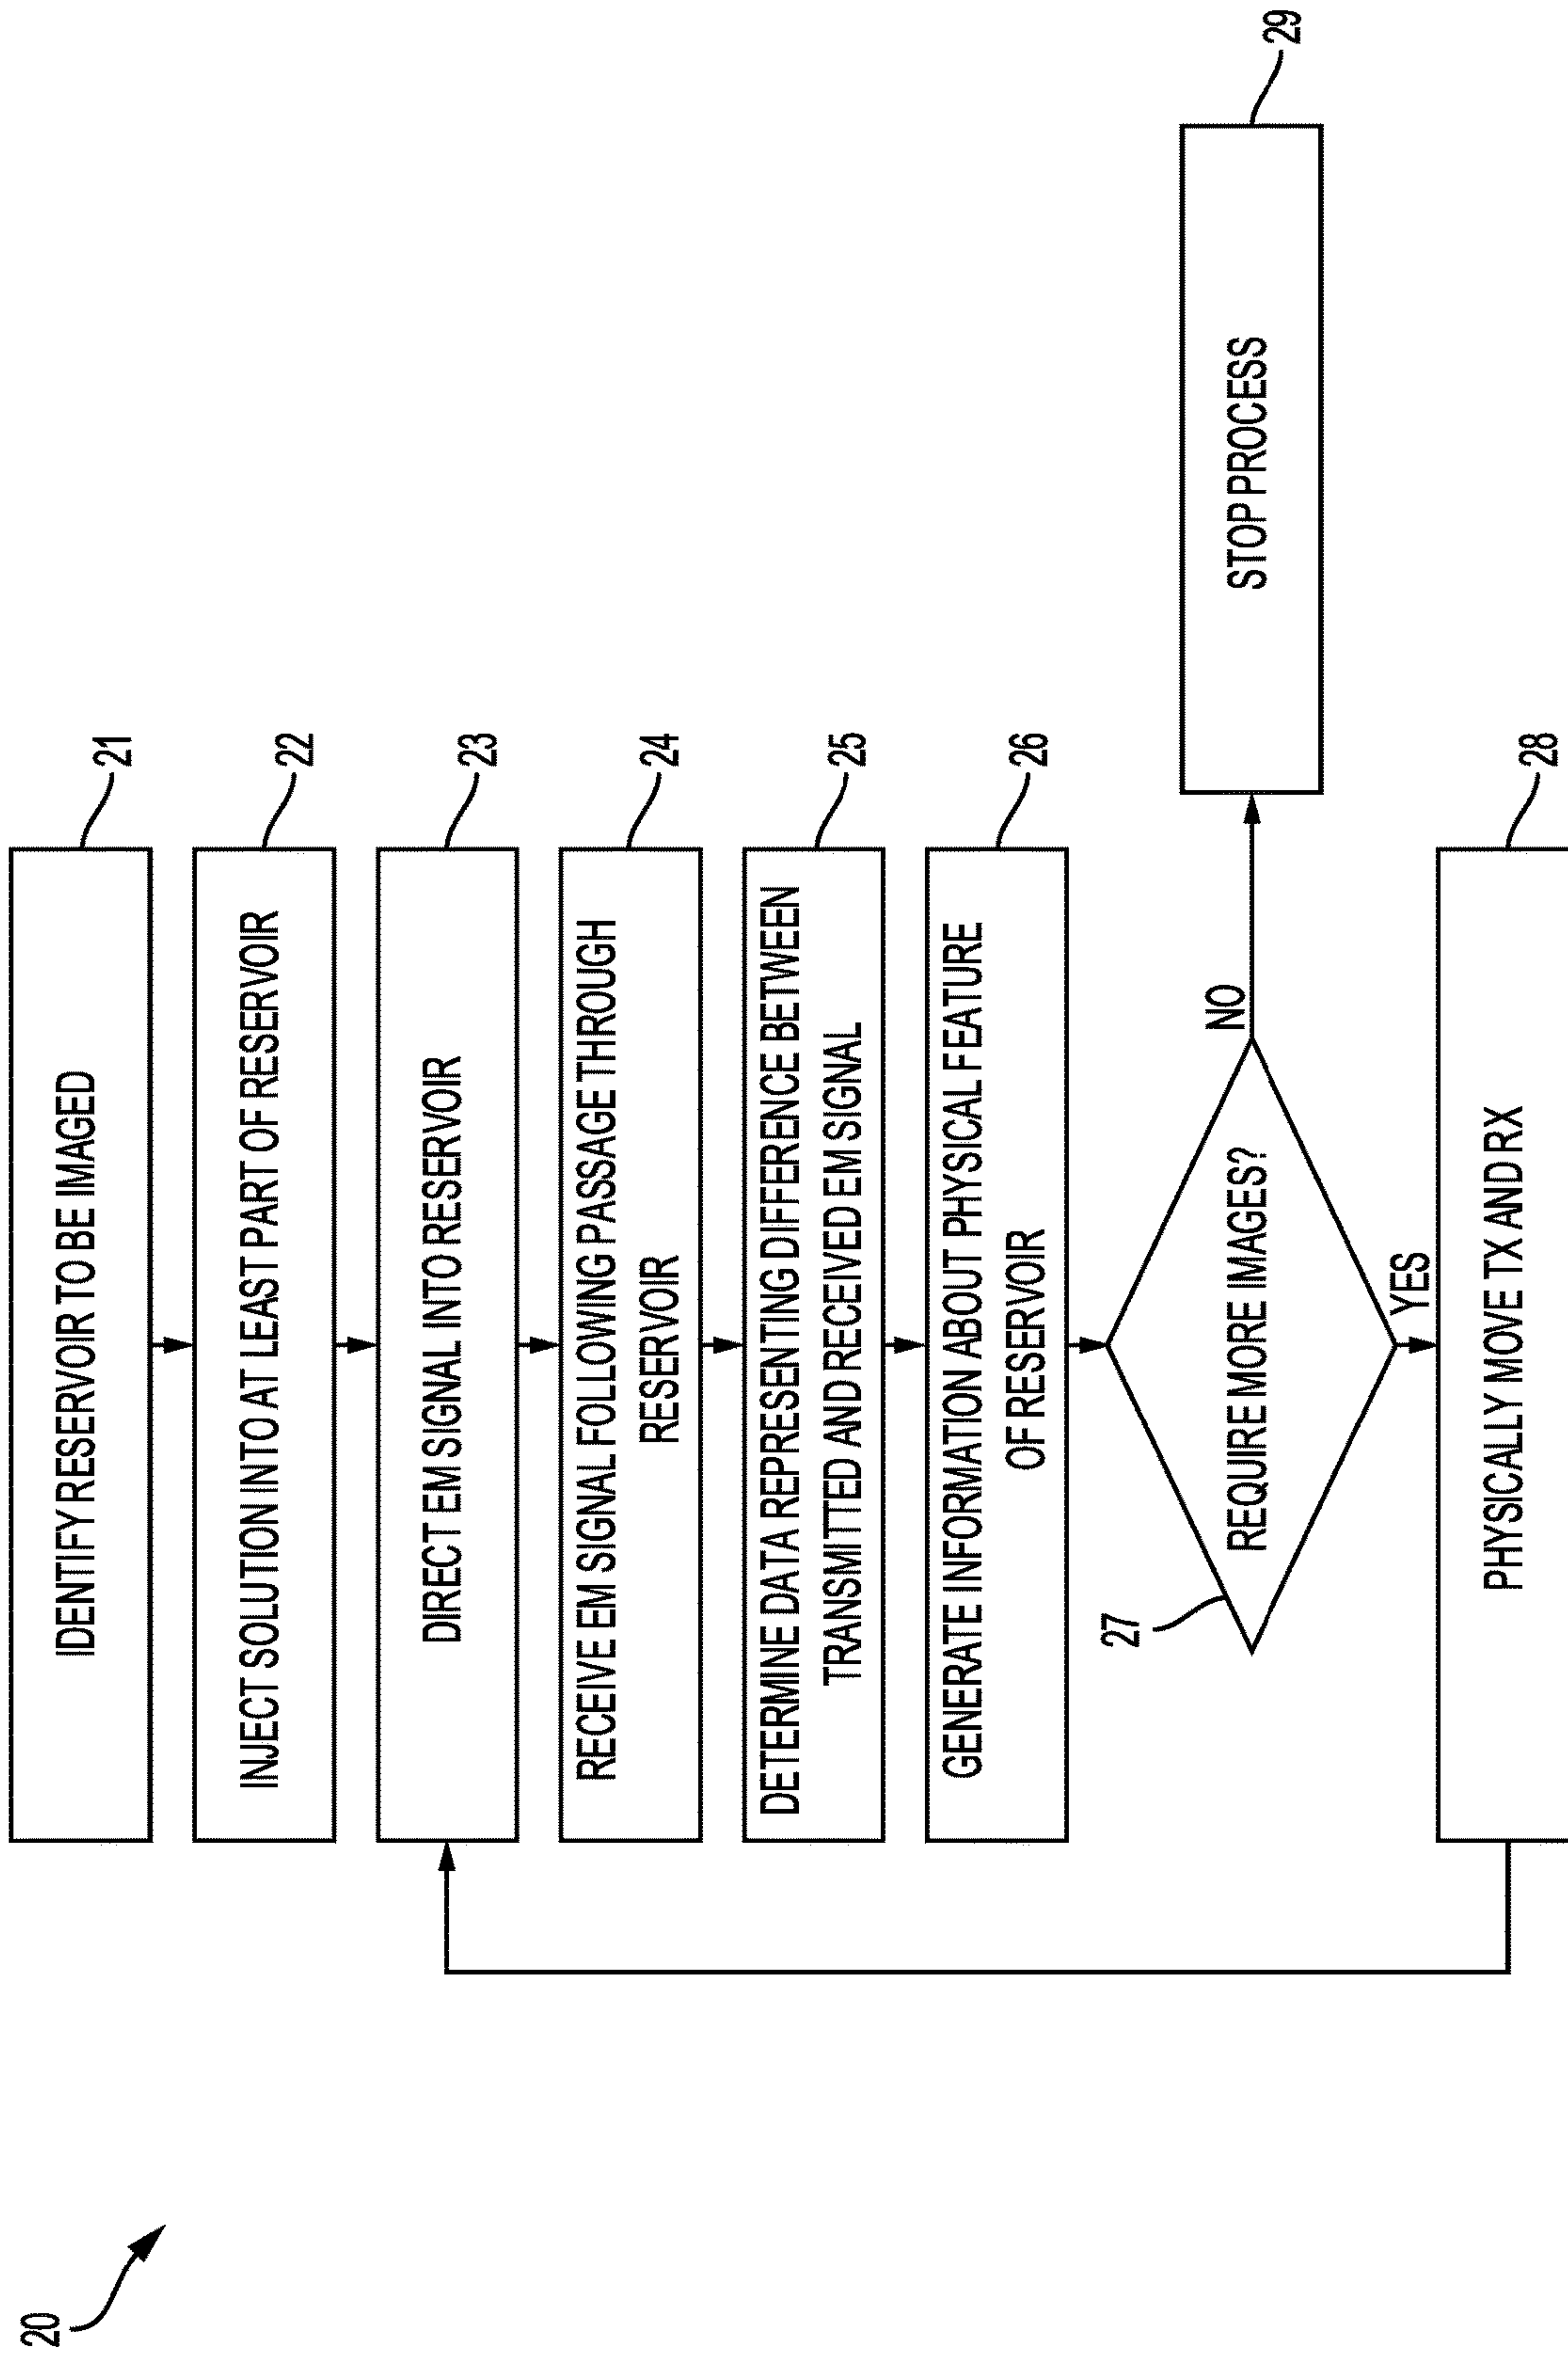 20
IDENTIFY RESERVOIR TO BE IMAGED
21
INJECT SOLUTION INTO AT LEAST PART OF RESERVOIR
22
DIRECT EM SIGNAL INTO RESERVOIR
23
RECEIVE EM SIGNAL FOLLOWING PASSAGE THROUGH
RESERVOIR
24
DETERMINE DATA REPRESENTING DIFFERENCE BETWEEN
TRANSMITTED AND RECEIVED EM SIGNAL
25
GENERATE INFORMATION ABOUT PHYSICAL FEATURE
OF RESERVOIR
26
27
REQUIRE MORE IMAGES?
NO
STOP PROCESS
29
YES
PHYSICALLY MOVE TX AND RX
28